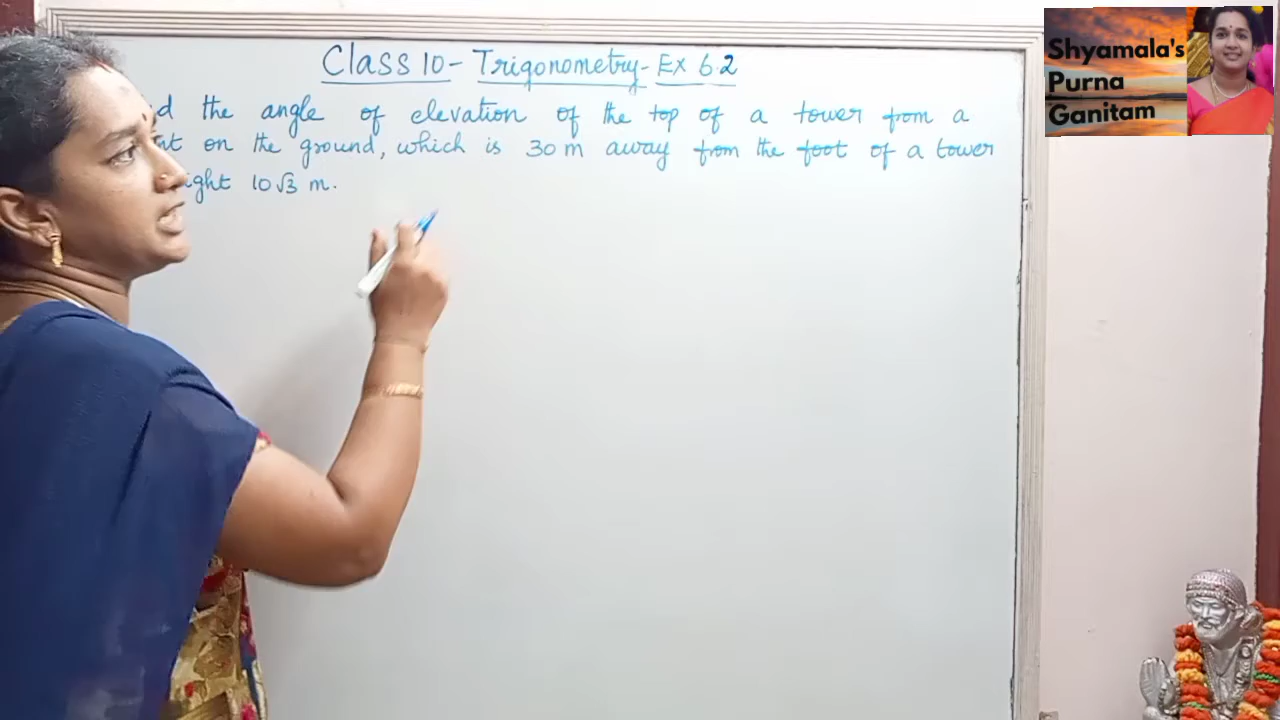 Class 10 - Trigonometry - Ex 6.2
the angle of elevation of the top of a tower from a
on the ground, which is 30 m away from the foot of a tower
10√3 m.
Shyamala's
Purna
Ganitam